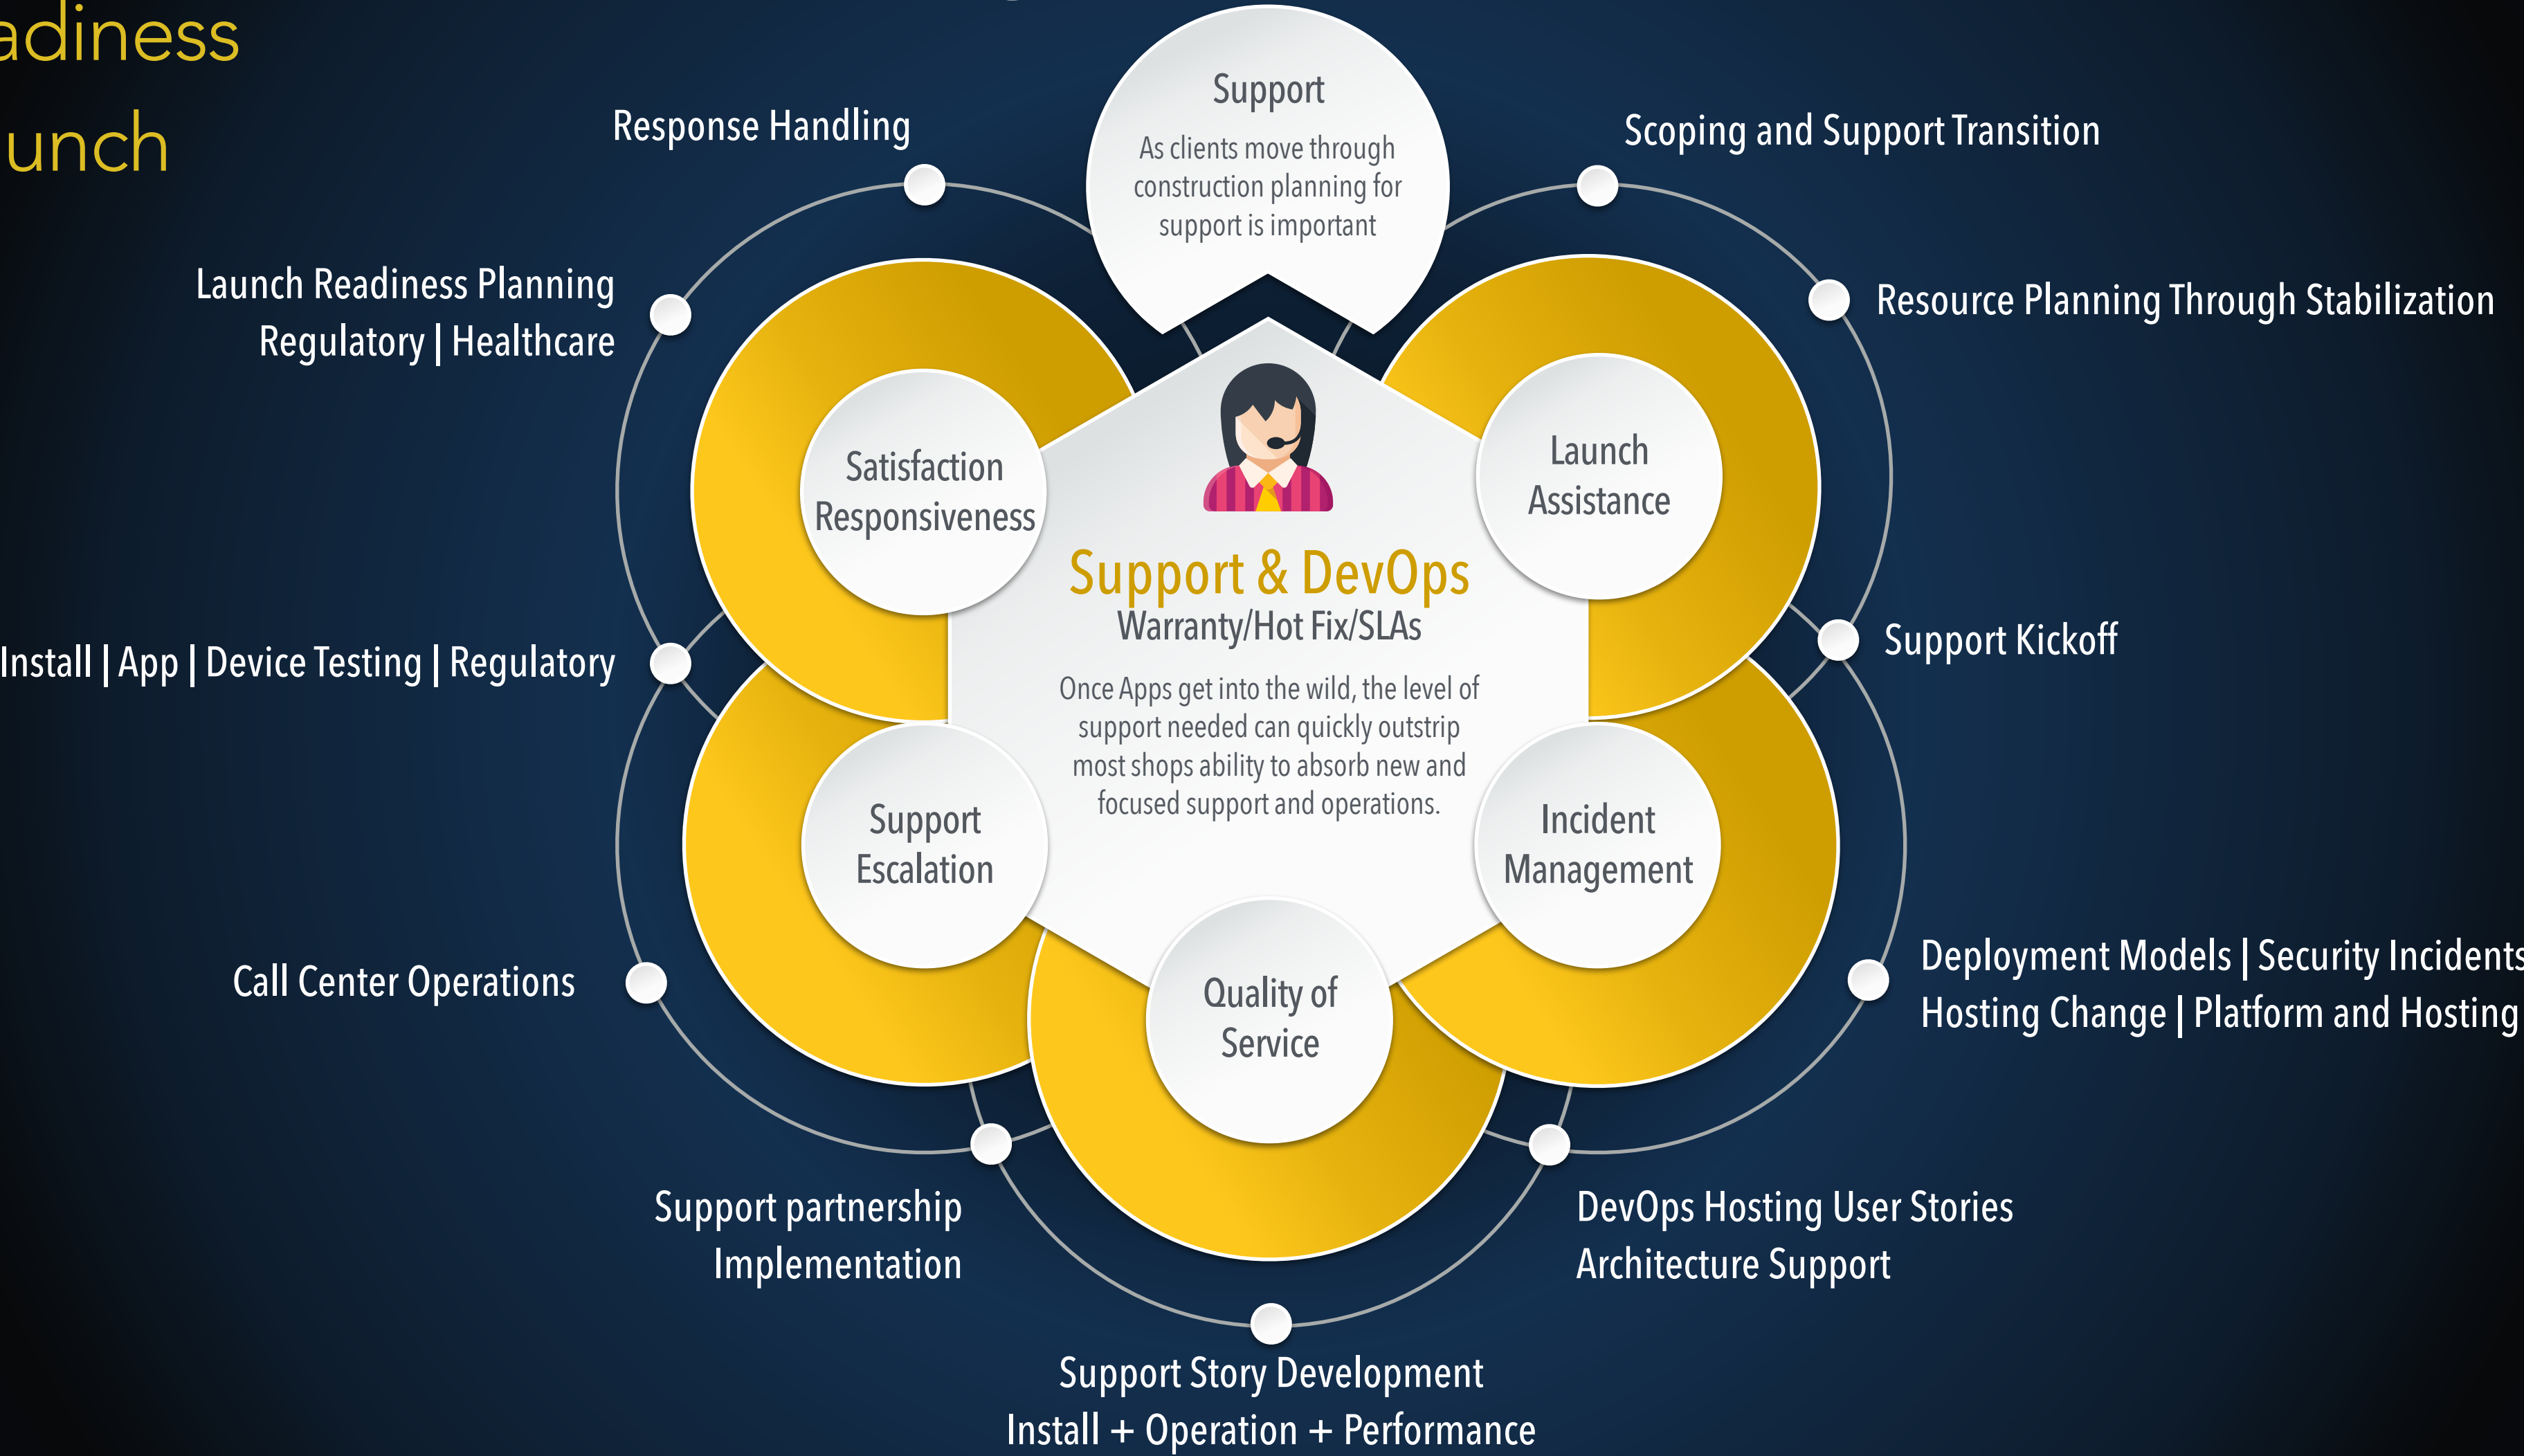 adiness
unch
Support
As clients move through
construction planning for
support is important
Response Handling
Scoping and Support Transition
Launch Readiness Planning
Regulatory | Healthcare
Resource Planning Through Stabilization
Satisfaction
Responsiveness
Launch
Assistance
Support & DevOps
Warranty/Hot Fix/SLAs
Once Apps get into the wild, the level of
support needed can quickly outstrip
most shops ability to absorb new and
focused support and operations.
Install | App | Device Testing | Regulatory
Support Kickoff
Support
Escalation
Incident
Management
Call Center Operations
Deployment Models | Security Incidents
Hosting Change | Platform and Hosting
Quality of
Service
Support partnership
Implementation
DevOps Hosting User Stories
Architecture Support
Support Story Development
Install + Operation + Performance